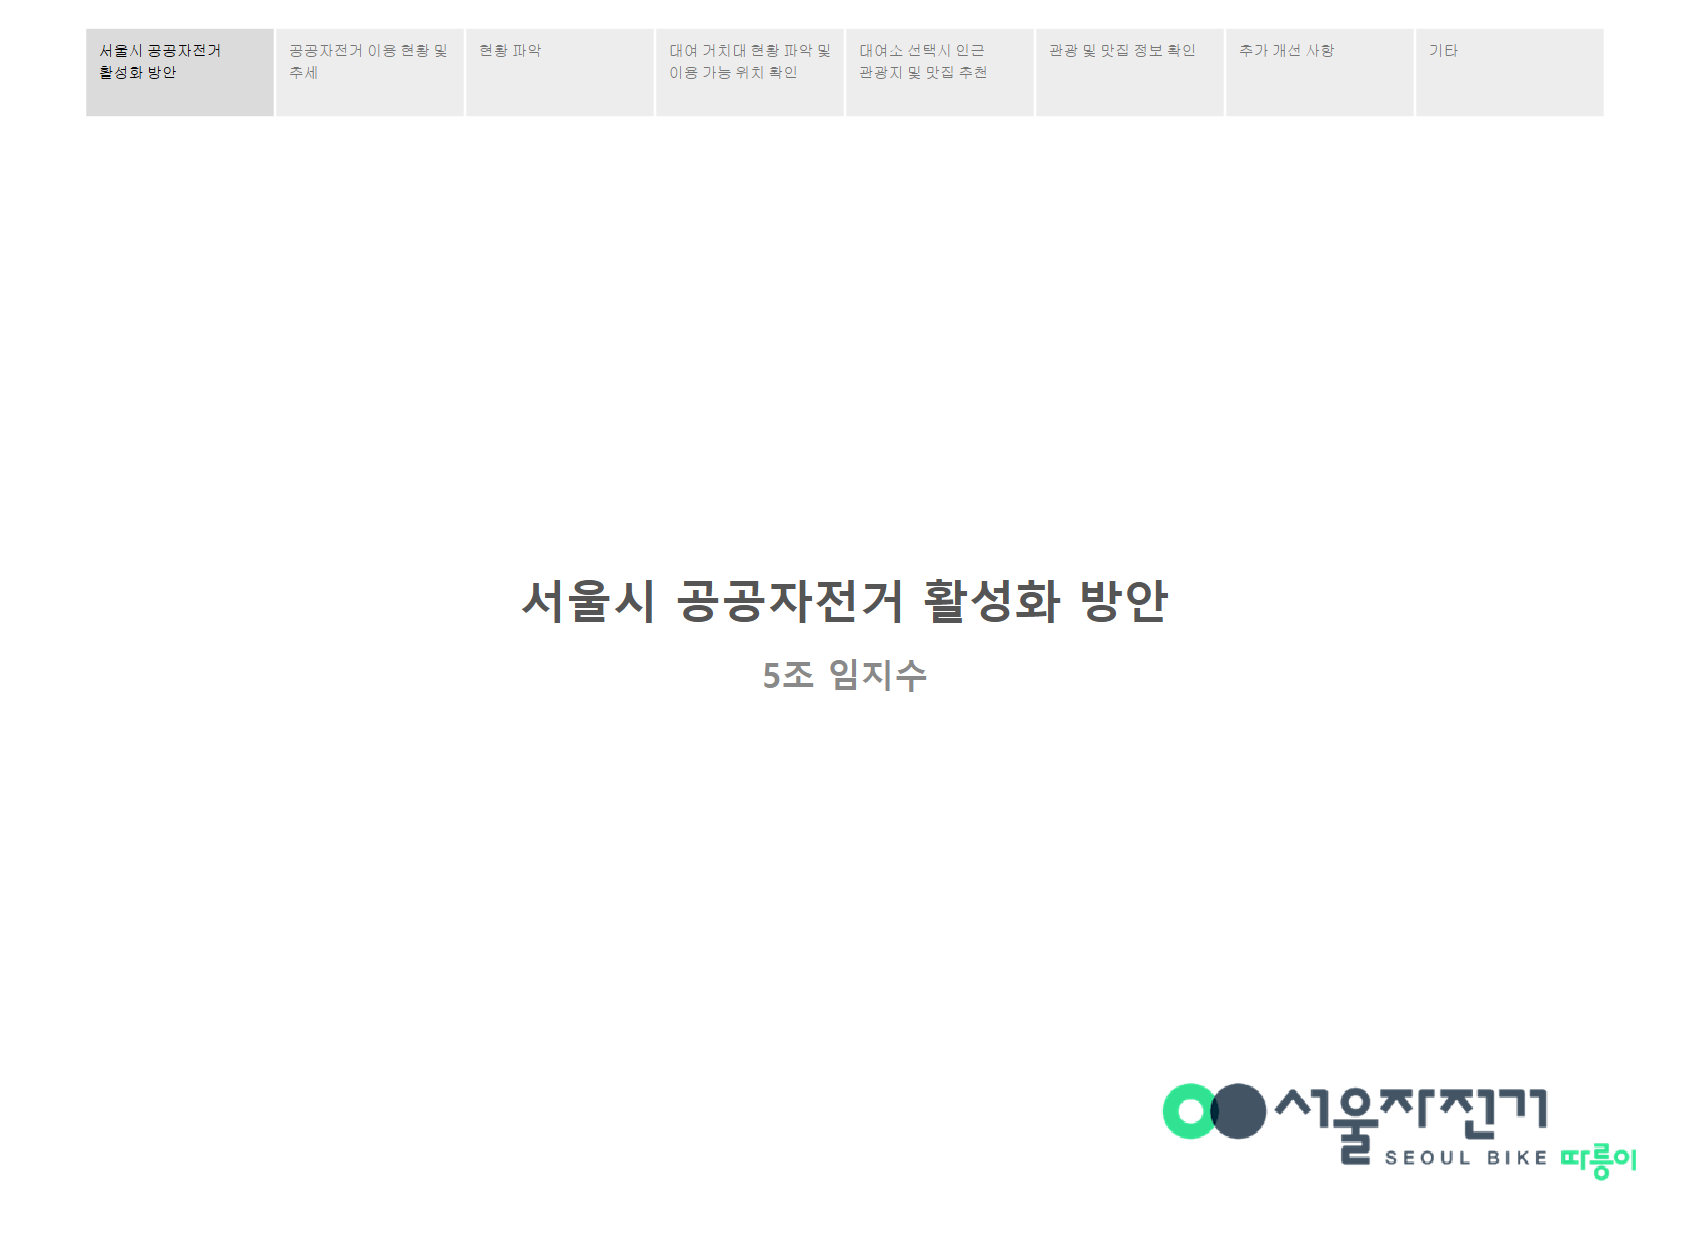 서울시 공공자전거
활성화 방안
공공자전거 이용 현황 및
추세
현황 파악
대여 거치대 현황 파악 및
이용 가능 위치 확인
대여소 선택시 인근
관광지 및 맛집 추천
관광 및 맛집 정보 확인
추가 개선 사항
기타
서울시 공공자전거 활성화 방안
5조 임지수
서울자전거
SEOUL BIKE 따릉이